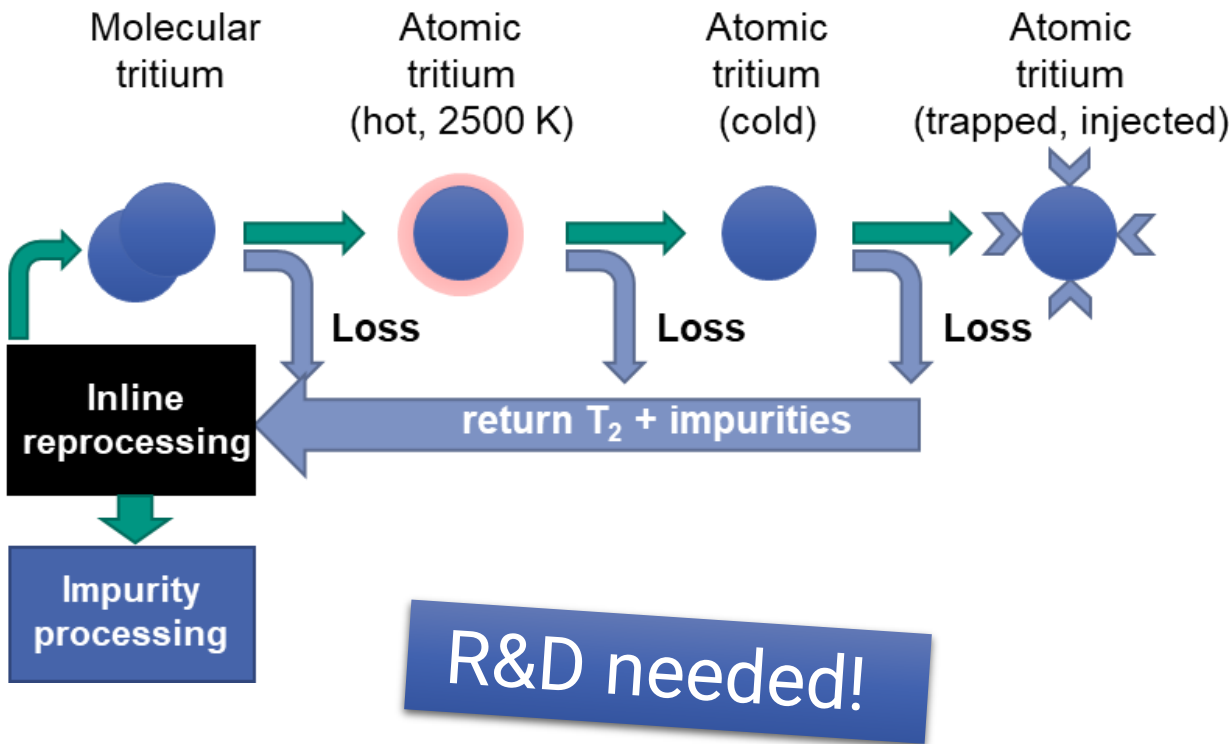 Molecular
tritium
Atomic
tritium
(hot, 2500 K)
Atomic
tritium
(cold)
Atomic
tritium
(trapped, injected)
Loss
Loss
Loss
Inline
reprocessing
return T₂ + impurities
Impurity
processing
R&D needed!